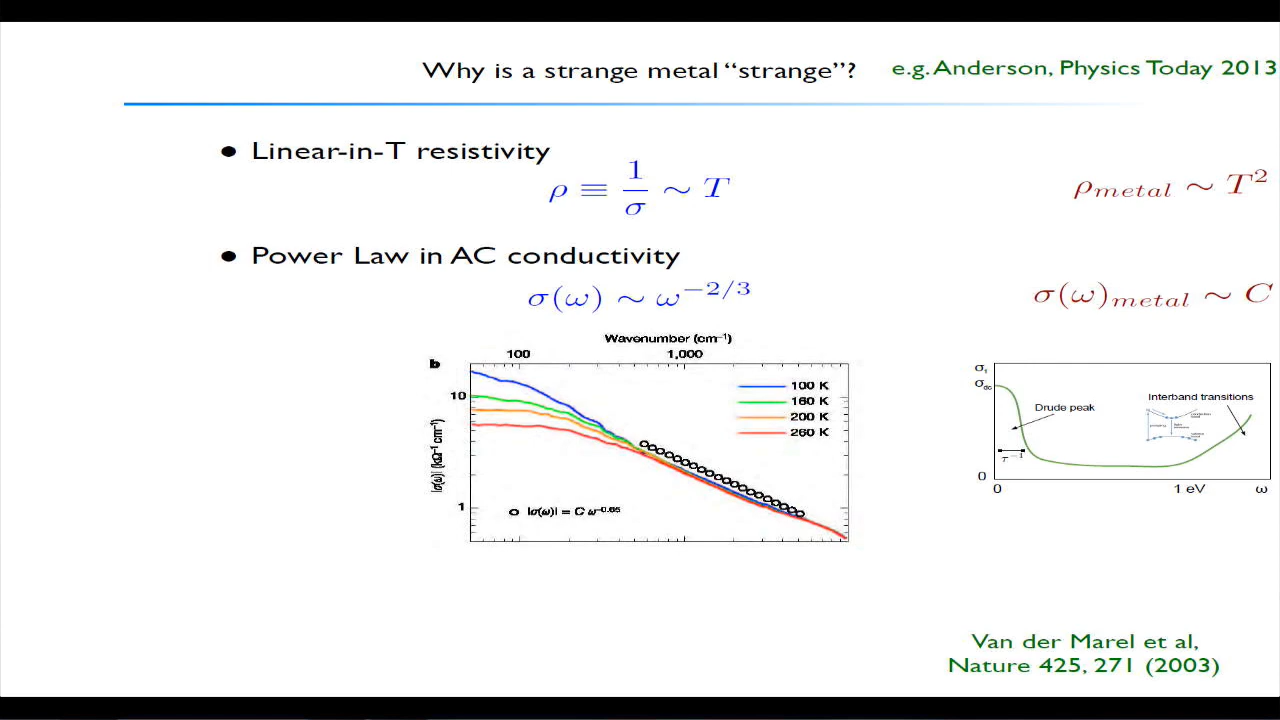 Why is a strange metal “strange”? e.g. Anderson, Physics Today 2013
● Linear-in-T resistivity
ρ ≡ 1/σ ∼ T
ρ_metal ∼ T²
● Power Law in AC conductivity
σ(ω) ∼ ω^−2/3
σ(ω)_metal ∼ C
Wavenumber (cm⁻¹)
b
100 1,000
100 K
160 K
200 K
260 K
10
1
|σ(ω)| (kΩ⁻¹ cm⁻¹)
o |σ(ω)| = C ω^−0.65
σ₁
σ_dc
Drude peak
Interband transitions
τ⁻¹
0
0 1 eV ω
Van der Marel et al,
Nature 425, 271 (2003)